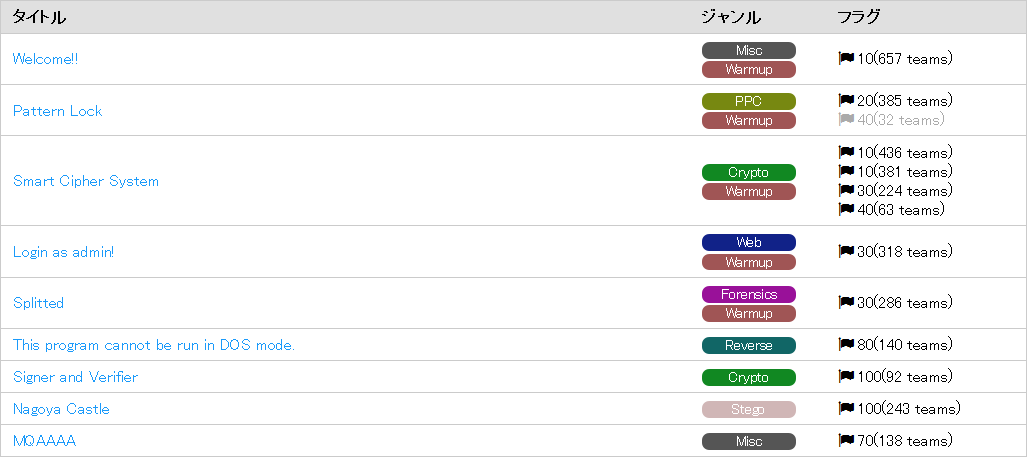 タイトル ジャンル フラグ
Welcome!! Misc Warmup 10(657 teams)
Pattern Lock PPC Warmup 20(385 teams)
40(32 teams)
Smart Cipher System Crypto Warmup 10(436 teams)
10(381 teams)
30(224 teams)
40(63 teams)
Login as admin! Web Warmup 30(318 teams)
Splitted Forensics Warmup 30(286 teams)
This program cannot be run in DOS mode. Reverse 80(140 teams)
Signer and Verifier Crypto 100(92 teams)
Nagoya Castle Stego 100(243 teams)
MQAAAA Misc 70(138 teams)